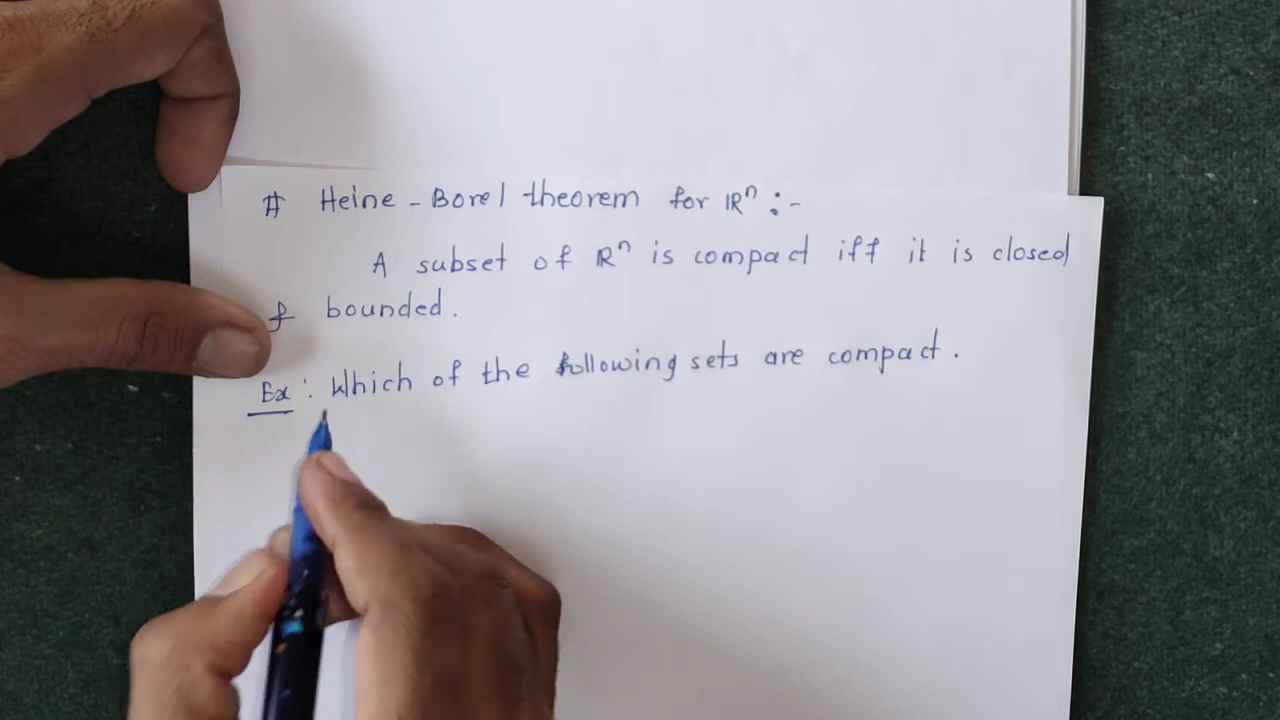 # Heine - Borel theorem for ℝⁿ :-
A subset of ℝⁿ is compact iff it is closed
& bounded.
Ex : Which of the following sets are compact.